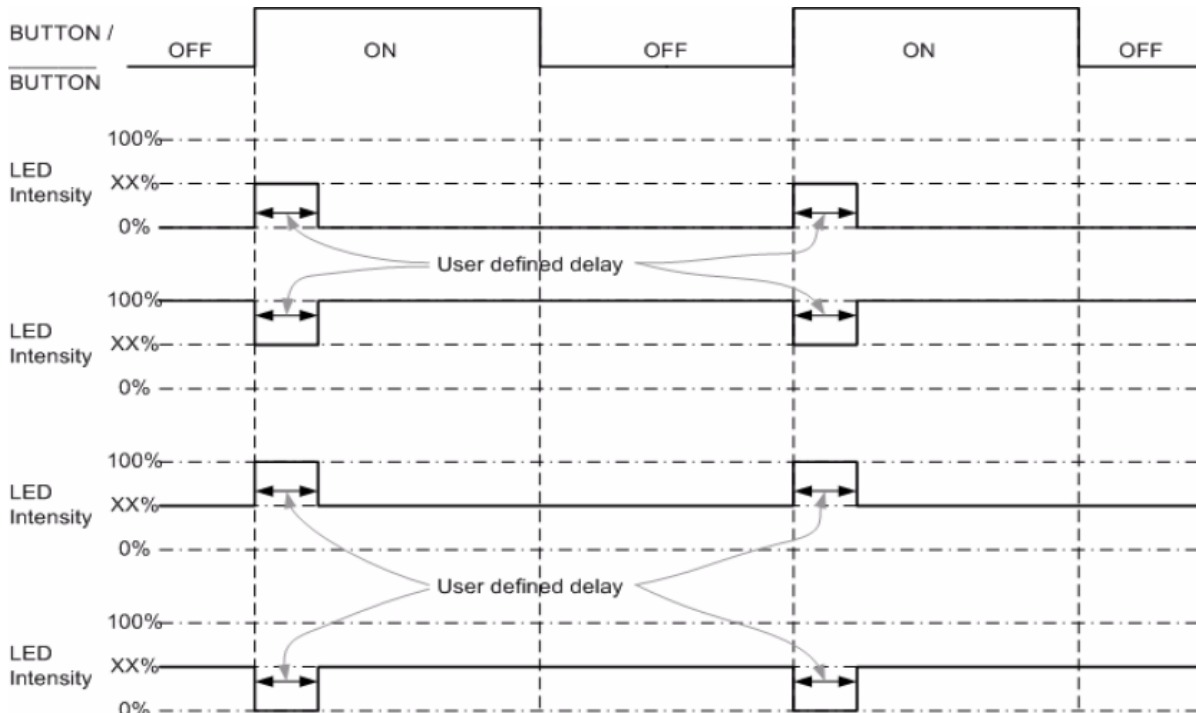 BUTTON /
BUTTON
OFF ON OFF ON OFF
100%
LED
Intensity
XX%
0%
User defined delay
100%
LED
Intensity
XX%
0%
100%
LED
Intensity
XX%
0%
User defined delay
100%
LED
Intensity
XX%
0%